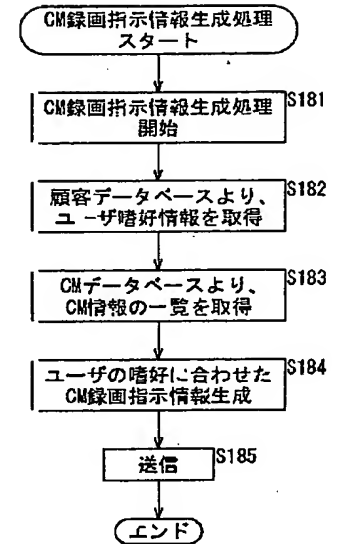 CM録画指示情報生成処理
スタート
CM録画指示情報生成処理
開始
S181
顧客データベースより、
ユーザ嗜好情報を取得
S182
CMデータベースより、
CM情報の一覧を取得
S183
ユーザの嗜好に合わせた
CM録画指示情報生成
S184
送信
S185
エンド